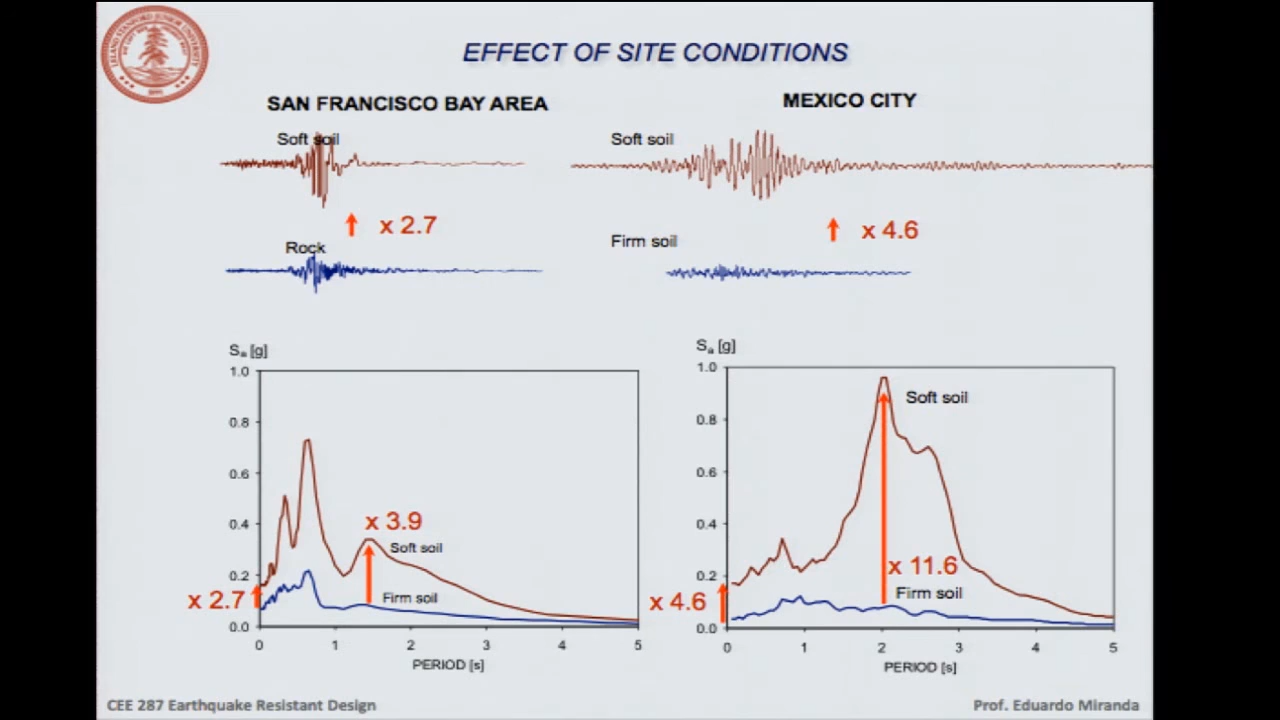 EFFECT OF SITE CONDITIONS
SAN FRANCISCO BAY AREA
Soft soil
x 2.7
Rock
MEXICO CITY
Soft soil
x 4.6
Firm soil
Sa [g]
1.0
0.8
0.6
0.4
0.2
0.0
x 3.9
Soft soil
Firm soil
x 2.7
0 1 2 3 4 5
PERIOD [s]
Sa [g]
1.0
0.8
0.6
0.4
0.2
0.0
Soft soil
x 11.6
Firm soil
x 4.6
0 1 2 3 4 5
PERIOD [s]
CEE 287 Earthquake Resistant Design
Prof. Eduardo Miranda